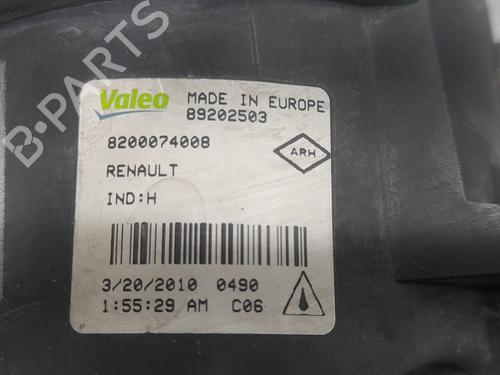 B-PARTS
Valeo MADE IN EUROPE
89202503
8200074008
ARH
RENAULT
IND:H
3/20/2010 0490
1:55:29 AM C06